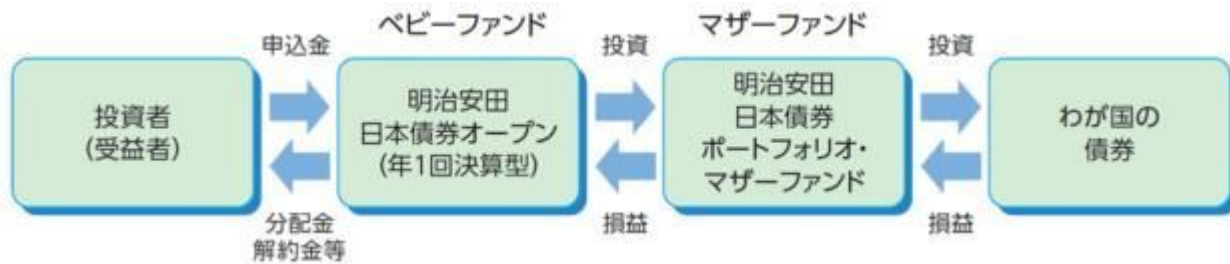 ベビーファンド
マザーファンド
申込金
投資
投資
投資者
(受益者)
明治安田
日本債券オープン
(年1回決算型)
明治安田
日本債券
ポートフォリオ・
マザーファンド
わが国の
債券
分配金
解約金等
損益
損益